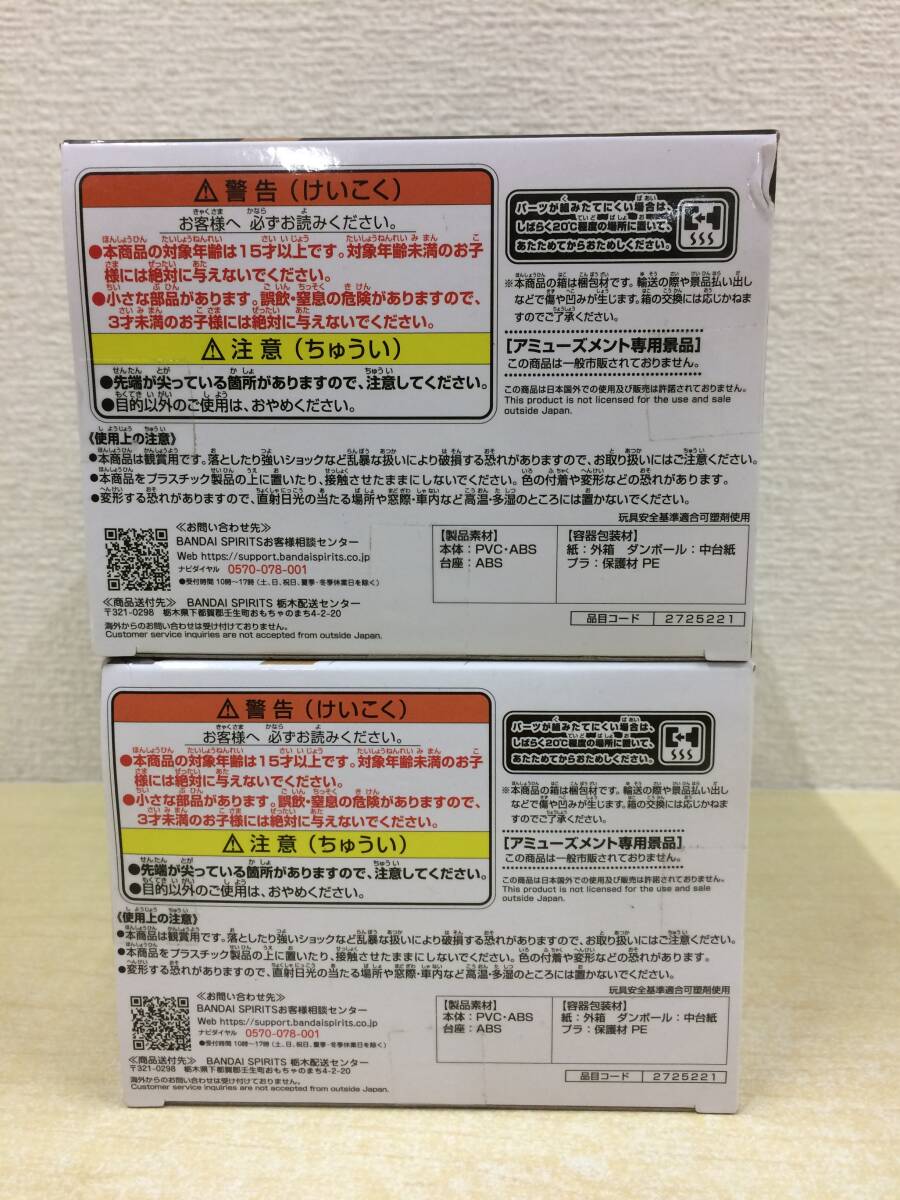 ⚠警告（けいこく）
お客様へ 必ずお読みください。
●本商品の対象年齢は15才以上です。対象年齢未満のお子
様には絶対に与えないでください。
●小さな部品があります。誤飲・窒息の危険がありますので、
3才未満のお子様には絶対に与えないでください。
⚠注意（ちゅうい）
●先端が尖っている箇所がありますので、注意してください。
●目的以外のご使用は、おやめください。
パーツが組みたてにくい場合は、
しばらく20℃程度の場所に置いて、
あたためてからおためしください。
※本商品の箱は梱包材です。輸送の際や景品払い出し
などで傷や凹みが生じます。箱の交換には応じかねま
すのでご了承ください。
[アミューズメント専用景品]
この商品は一般市販されておりません。
この商品は日本国外での使用及び販売は許諾されておりません。
This product is not licensed for the use and sale
outside Japan.
《使用上の注意》
●本商品は観賞用です。落としたり強いショックなど乱暴な扱いにより破損する恐れがありますので、お取り扱いにはご注意ください。
●本商品をプラスチック製品の上に置いたり、接触させたままにしないでください。色の付着や変形などの恐れがあります。
●変形する恐れがありますので、直射日光の当たる場所や窓際・車内など高温・多湿のところには置かないでください。
玩具安全基準適合可塑剤使用
≪お問い合わせ先≫
BANDAI SPIRITSお客様相談センター
Web https://support.bandaispirits.co.jp
ナビダイヤル 0570-078-001
●受付時間 10時〜17時（土、日、祝日、夏季・冬季休業日を除く）
【製品素材】
本体：PVC・ABS
台座：ABS
【容器包装材】
紙：外箱 ダンボール：中台紙
プラ：保護材 PE
≪商品送付先≫ BANDAI SPIRITS 栃木配送センター
〒321-0298 栃木県下都賀郡壬生町おもちゃのまち4-2-20
海外からのお問い合わせは受け付けておりません。
Customer service inquiries are not accepted from outside Japan.
品目コード 2725221
⚠警告（けいこく）
お客様へ 必ずお読みください。
●本商品の対象年齢は15才以上です。対象年齢未満のお子
様には絶対に与えないでください。
●小さな部品があります。誤飲・窒息の危険がありますので、
3才未満のお子様には絶対に与えないでください。
⚠注意（ちゅうい）
●先端が尖っている箇所がありますので、注意してください。
●目的以外のご使用は、おやめください。
パーツが組みたてにくい場合は、
しばらく20℃程度の場所に置いて、
あたためてからおためしください。
※本商品の箱は梱包材です。輸送の際や景品払い出し
などで傷や凹みが生じます。箱の交換には応じかねま
すのでご了承ください。
[アミューズメント専用景品]
この商品は一般市販されておりません。
この商品は日本国外での使用及び販売は許諾されておりません。
This product is not licensed for the use and sale
outside Japan.
《使用上の注意》
●本商品は観賞用です。落としたり強いショックなど乱暴な扱いにより破損する恐れがありますので、お取り扱いにはご注意ください。
●本商品をプラスチック製品の上に置いたり、接触させたままにしないでください。色の付着や変形などの恐れがあります。
●変形する恐れがありますので、直射日光の当たる場所や窓際・車内など高温・多湿のところには置かないでください。
玩具安全基準適合可塑剤使用
≪お問い合わせ先≫
BANDAI SPIRITSお客様相談センター
Web https://support.bandaispirits.co.jp
ナビダイヤル 0570-078-001
●受付時間 10時〜17時（土、日、祝日、夏季・冬季休業日を除く）
【製品素材】
本体：PVC・ABS
台座：ABS
【容器包装材】
紙：外箱 ダンボール：中台紙
プラ：保護材 PE
≪商品送付先≫ BANDAI SPIRITS 栃木配送センター
〒321-0298 栃木県下都賀郡壬生町おもちゃのまち4-2-20
海外からのお問い合わせは受け付けておりません。
Customer service inquiries are not accepted from outside Japan.
品目コード 2725221